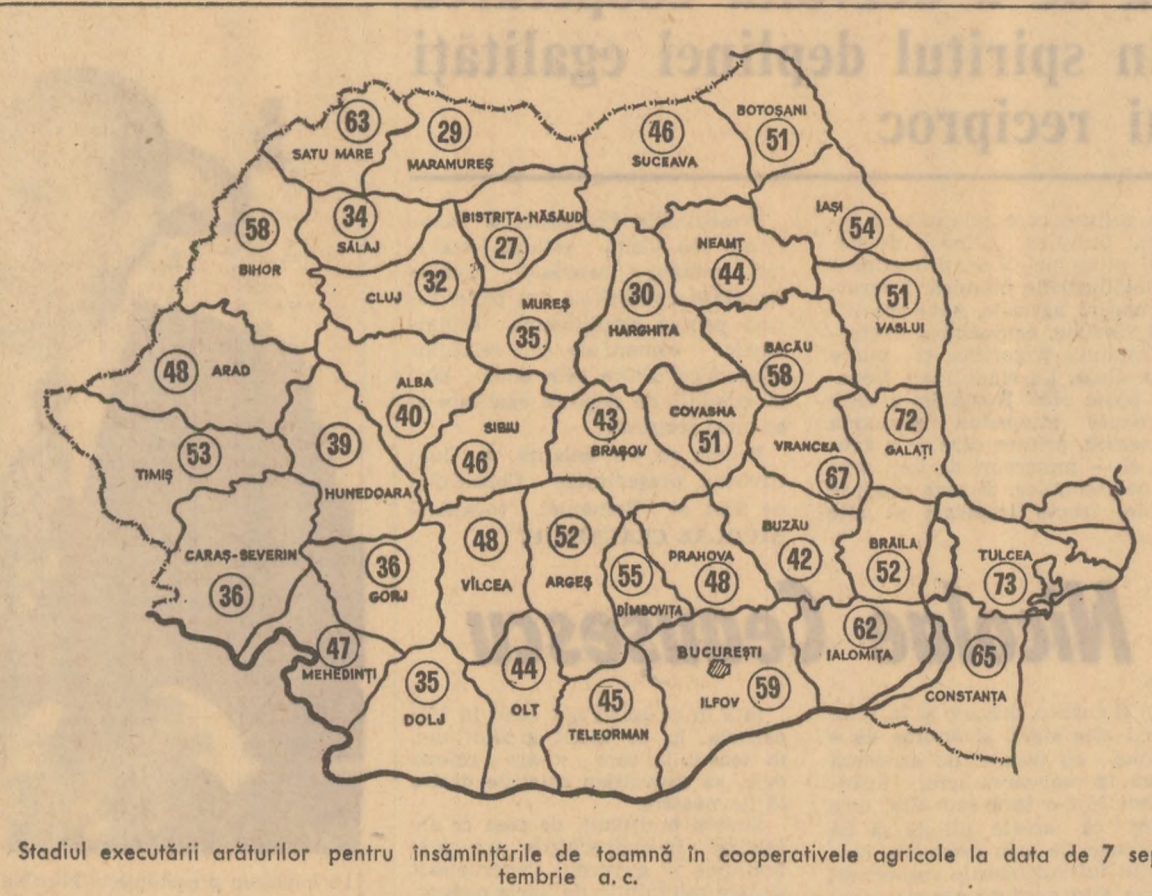 n spiritul deplinei egalități
i reciproc
BOTOȘANI
51
63
SATU MARE
29
MARAMUREȘ
46
SUCEAVA
IAȘI
54
34
SĂLAJ
BISTRIȚA-NĂSĂUD
27
58
BIHOR
NEAMȚ
44
CLUJ
32
MUREȘ
35
30
HARGHITA
51
VASLUI
48
ARAD
BACĂU
58
ALBA
40
SIBIU
46
43
BRAȘOV
COVASNA
51
72
GALAȚI
39
HUNEDOARA
VRANCEA
67
53
TIMIȘ
CARAȘ-SEVERIN
36
36
GORJ
48
VÎLCEA
52
ARGEȘ
55
DÎMBOVIȚA
PRAHOVA
48
BUZĂU
42
BRĂILA
52
TULCEA
73
47
MEHEDINȚI
35
DOLJ
44
OLT
45
TELEORMAN
BUCUREȘTI
ILFOV
59
62
IALOMIȚA
65
CONSTANȚA
Nicolae Ceaușescu
Stadiul executării arăturilor pentru însămînțările de toamnă în cooperativele agricole la data de 7 sep
tembrie a. c.